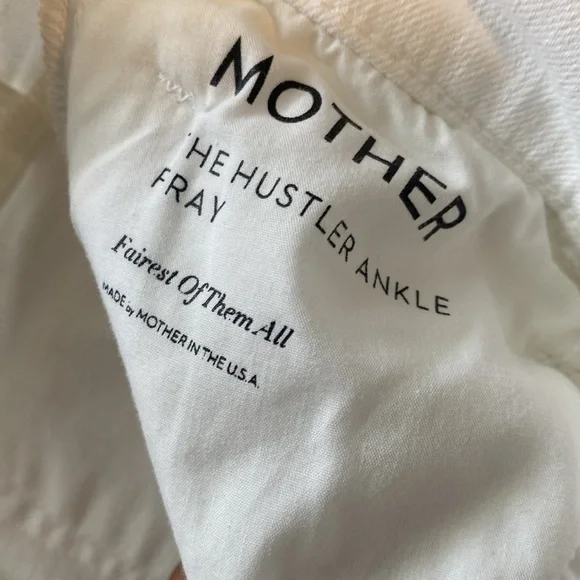 MOTHER
THE HUSTLER ANKLE
FRAY
Fairest Of Them All
MADE by MOTHER IN THE U.S.A.